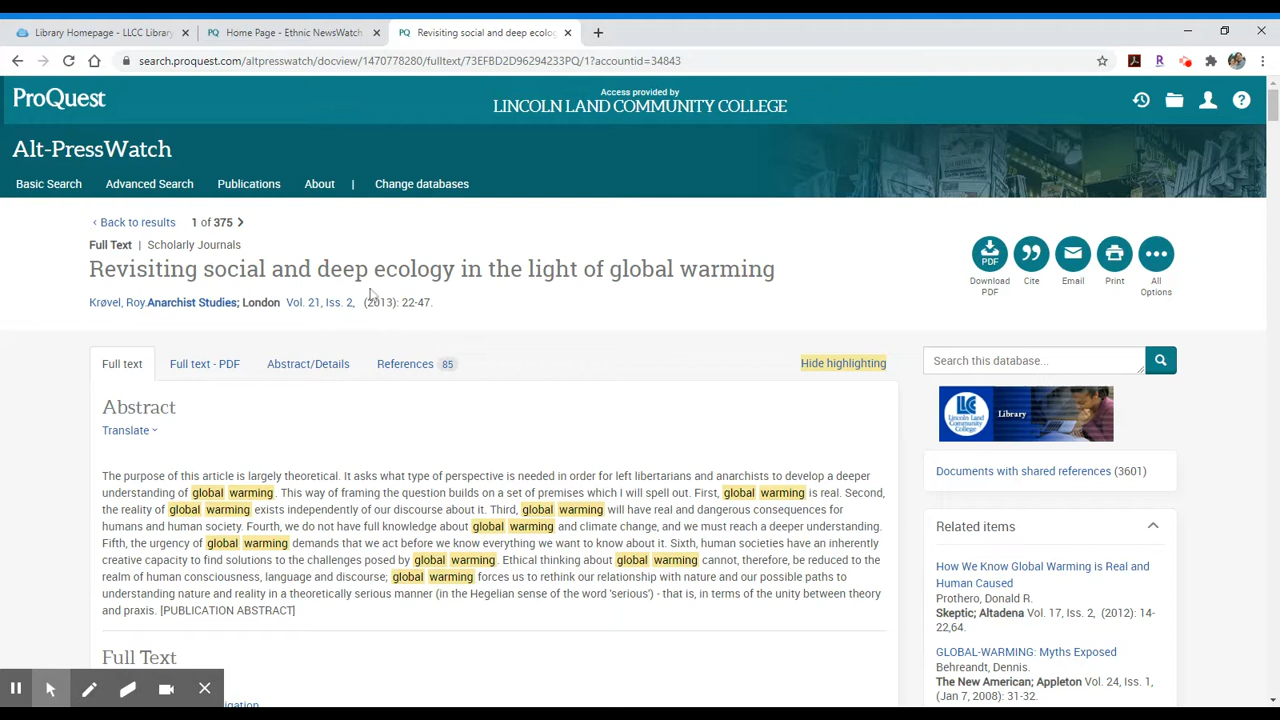 Library Homepage - LLCC Library
PQ Home Page - Ethnic NewsWatch
PQ Revisiting social and deep ecolog
search.proquest.com/altpresswatch/docview/1470778280/fulltext/73EFBD2D96294233PQ/1?accountid=34843
ProQuest
Access provided by
LINCOLN LAND COMMUNITY COLLEGE
Alt-PressWatch
Basic Search Advanced Search Publications About | Change databases
‹ Back to results 1 of 375
Full Text | Scholarly Journals
Revisiting social and deep ecology in the light of global warming
Krøvel, Roy.Anarchist Studies; London Vol. 21, Iss. 2, (2013): 22-47.
PDF
Download PDF
Cite
Email
Print
All Options
Full text Full text - PDF Abstract/Details References 85
Hide highlighting
Search this database...
Abstract
Translate
The purpose of this article is largely theoretical. It asks what type of perspective is needed in order for left libertarians and anarchists to develop a deeper
understanding of global warming. This way of framing the question builds on a set of premises which I will spell out. First, global warming is real. Second,
the reality of global warming exists independently of our discourse about it. Third, global warming will have real and dangerous consequences for
humans and human society. Fourth, we do not have full knowledge about global warming and climate change, and we must reach a deeper understanding.
Fifth, the urgency of global warming demands that we act before we know everything we want to know about it. Sixth, human societies have an inherently
creative capacity to find solutions to the challenges posed by global warming. Ethical thinking about global warming cannot, therefore, be reduced to the
realm of human consciousness, language and discourse; global warming forces us to rethink our relationship with nature and our possible paths to
understanding nature and reality in a theoretically serious manner (in the Hegelian sense of the word 'serious') - that is, in terms of the unity between theory
and praxis. [PUBLICATION ABSTRACT]
Full Text
LLCC
Lincoln Land
Community
College
Library
Documents with shared references (3601)
Related items
How We Know Global Warming is Real and
Human Caused
Prothero, Donald R.
Skeptic; Altadena Vol. 17, Iss. 2, (2012): 14-
22,64.
GLOBAL-WARMING: Myths Exposed
Behreandt, Dennis.
The New American; Appleton Vol. 24, Iss. 1,
(Jan 7, 2008): 31-32.